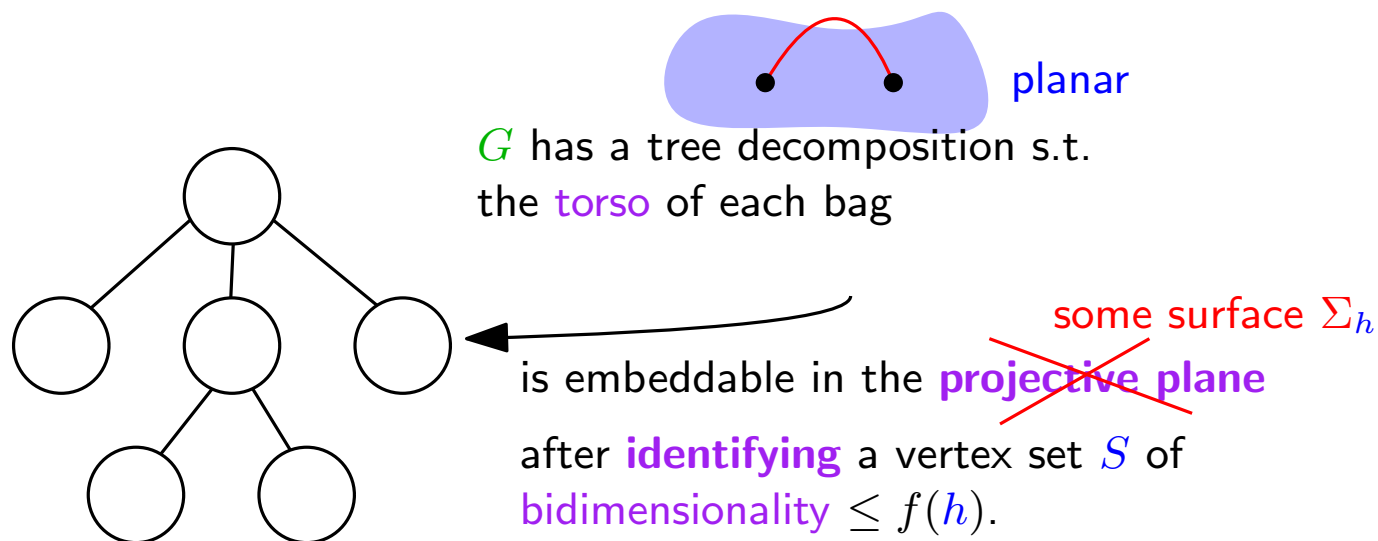 planar
G has a tree decomposition s.t.
the torso of each bag
some surface Σ_h
is embeddable in the projective plane
after identifying a vertex set S of
bidimensionality ≤ f(h).